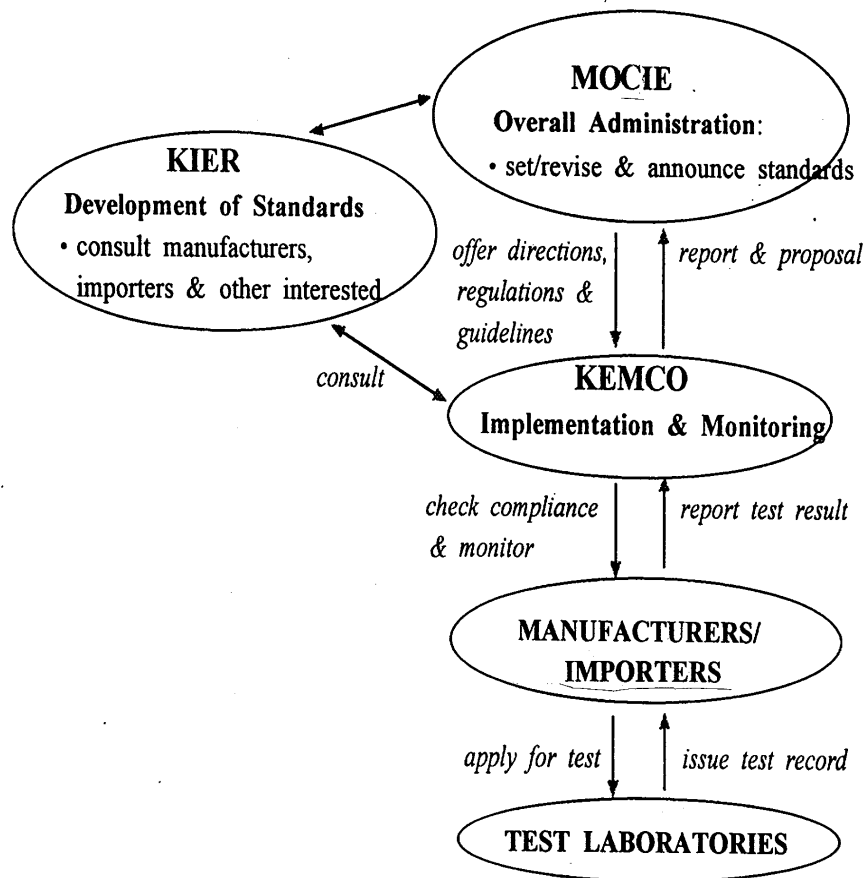 MOCIE
Overall Administration:
• set/revise & announce standards
KIER
Development of Standards
• consult manufacturers,
importers & other interested
offer directions,
regulations &
guidelines
report & proposal
consult
KEMCO
Implementation & Monitoring
check compliance
& monitor
report test result
MANUFACTURERS/
IMPORTERS
apply for test
issue test record
TEST LABORATORIES